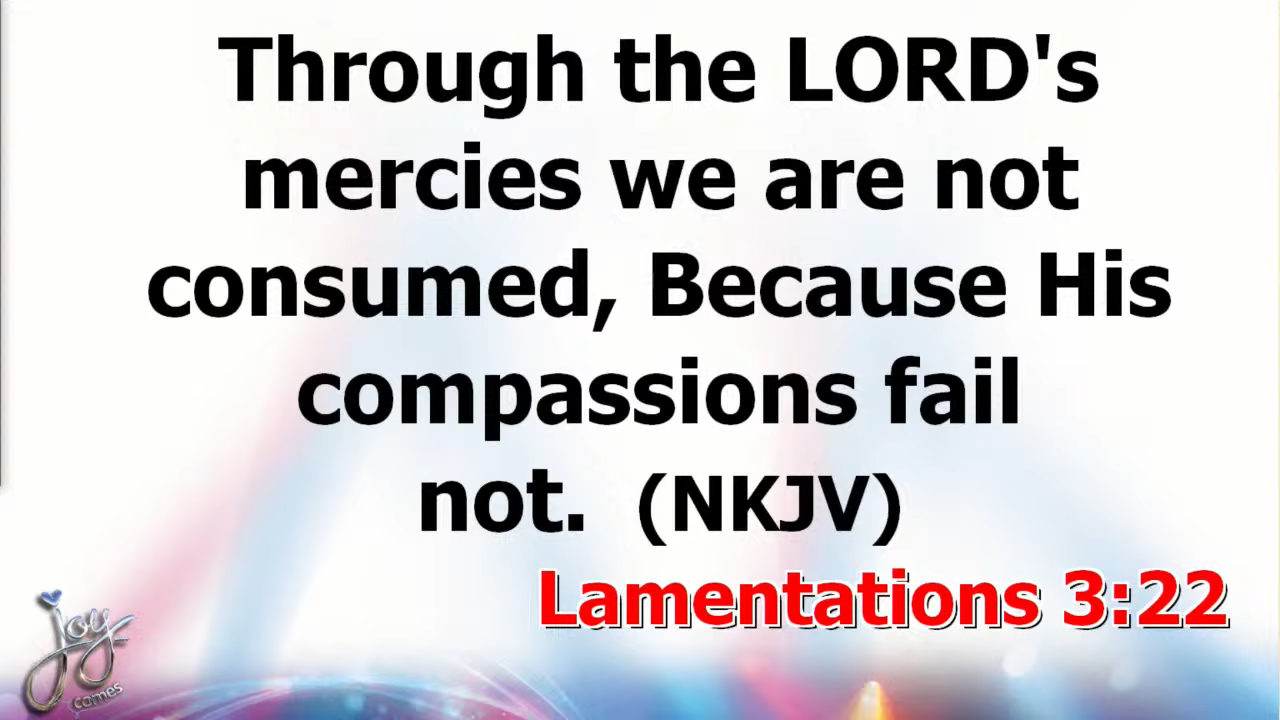 Through the LORD's
mercies we are not
consumed, Because His
compassions fail
not. (NKJV)
Lamentations 3:22
joy
comes